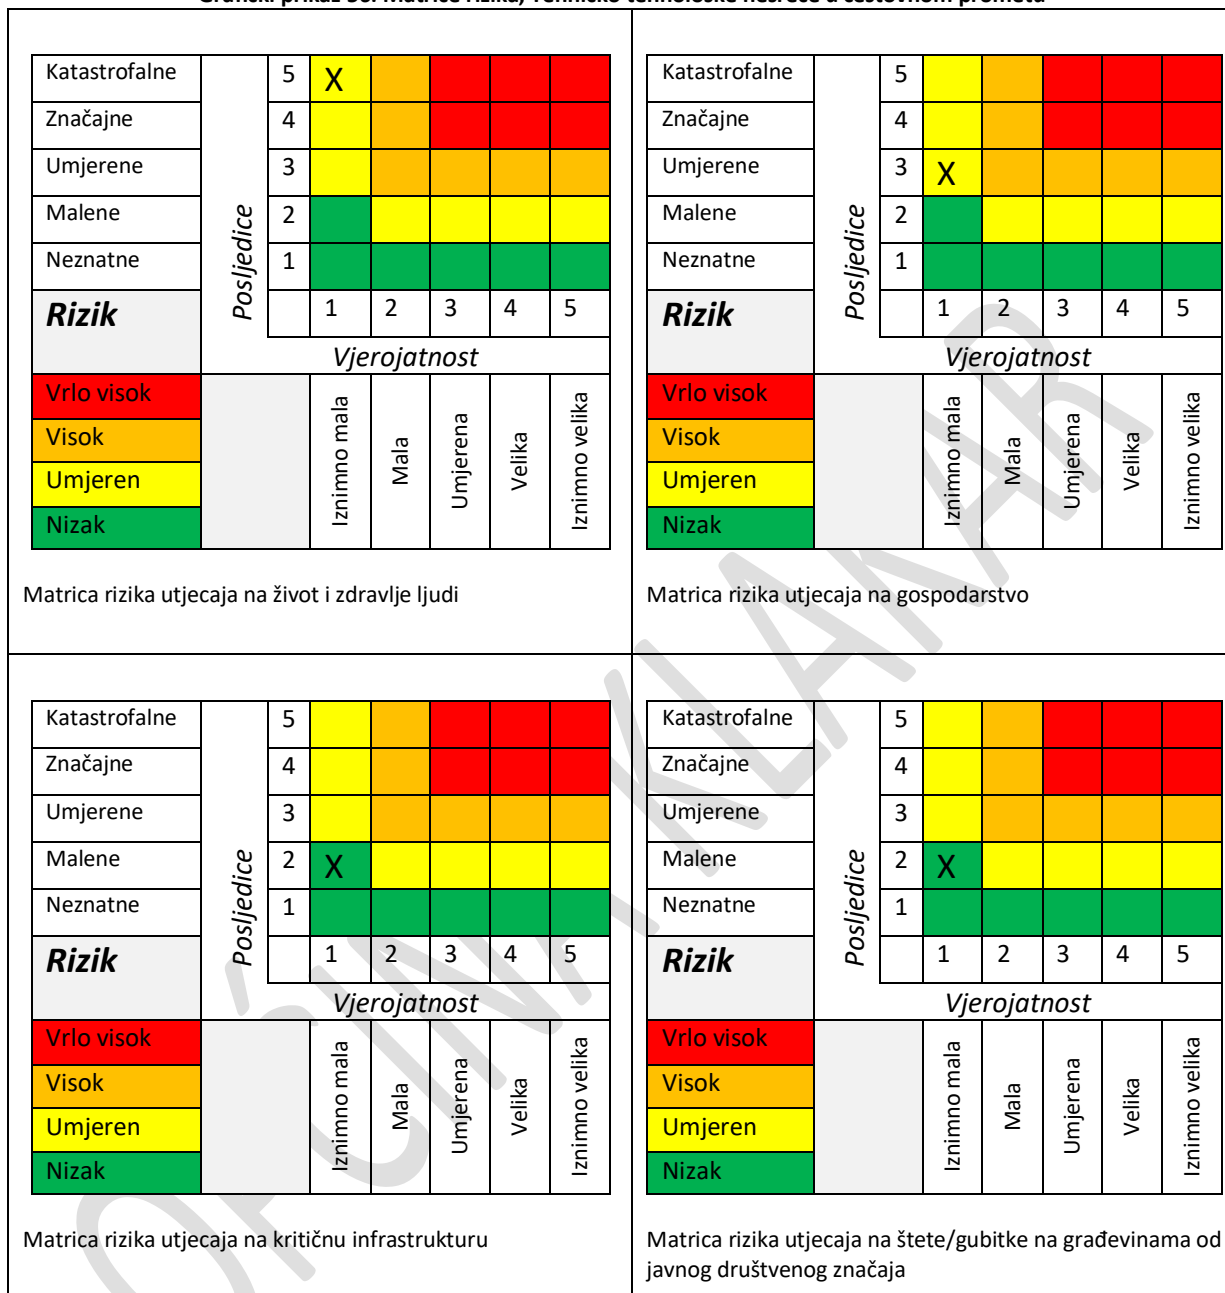 Katastrofalne 5 X
Značajne 4
Umjerene 3
Malene 2
Neznatne 1
Posljedice
Rizik 1 2 3 4 5
Vjerojatnost
Vrlo visok
Visok
Umjeren
Nizak
Iznimno mala
Mala
Umjerena
Velika
Iznimno velika
Matrica rizika utjecaja na život i zdravlje ljudi
Katastrofalne 5
Značajne 4
Umjerene 3 X
Malene 2
Neznatne 1
Posljedice
Rizik 1 2 3 4 5
Vjerojatnost
Vrlo visok
Visok
Umjeren
Nizak
Iznimno mala
Mala
Umjerena
Velika
Iznimno velika
Matrica rizika utjecaja na gospodarstvo
Katastrofalne 5
Značajne 4
Umjerene 3
Malene 2 X
Neznatne 1
Posljedice
Rizik 1 2 3 4 5
Vjerojatnost
Vrlo visok
Visok
Umjeren
Nizak
Iznimno mala
Mala
Umjerena
Velika
Iznimno velika
Matrica rizika utjecaja na kritičnu infrastrukturu
Katastrofalne 5
Značajne 4
Umjerene 3
Malene 2 X
Neznatne 1
Posljedice
Rizik 1 2 3 4 5
Vjerojatnost
Vrlo visok
Visok
Umjeren
Nizak
Iznimno mala
Mala
Umjerena
Velika
Iznimno velika
Matrica rizika utjecaja na štete/gubitke na građevinama od
javnog društvenog značaja
OPĆINA KLAKAR